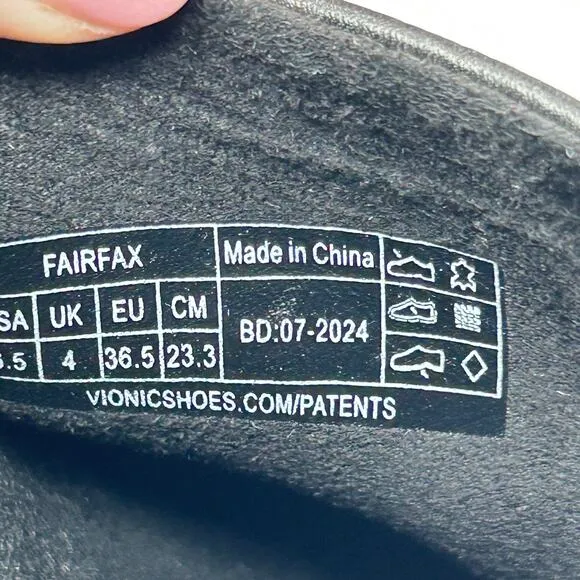 FAIRFAX Made in China
UK EU CM BD:07-2024
4 36.5 23.3
VIONICSHOES.COM/PATENTS